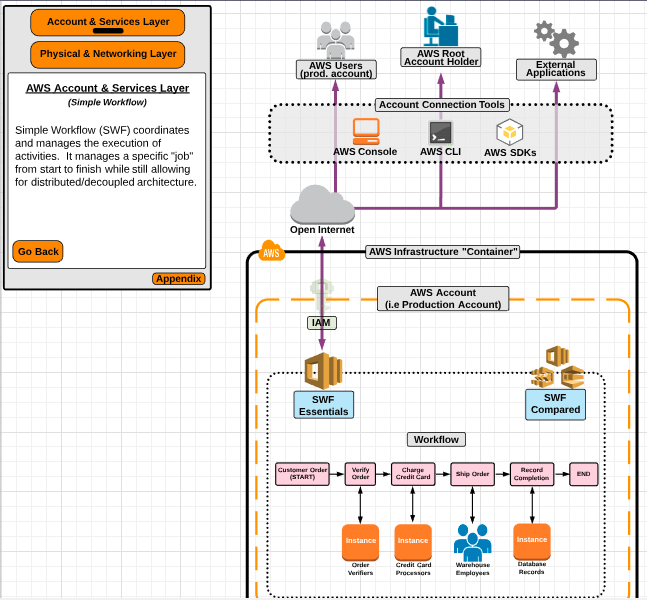 Account & Services Layer
Physical & Networking Layer
AWS Account & Services Layer
(Simple Workflow)
Simple Workflow (SWF) coordinates
and manages the execution of
activities. It manages a specific "job"
from start to finish while still allowing
for distributed/decoupled architecture.
Go Back
Appendix
AWS Users
(prod. account)
AWS Root
Account Holder
External
Applications
Account Connection Tools
AWS Console
AWS CLI
AWS SDKs
Open Internet
AWS
AWS Infrastructure "Container"
AWS Account
(i.e Production Account)
IAM
SWF
Essentials
SWF
Compared
Workflow
Customer Order
(START)
Verify
Order
Charge
Credit Card
Ship Order
Record
Completion
END
Instance
Instance
Instance
Order
Verifiers
Credit Card
Processors
Warehouse
Employees
Database
Records